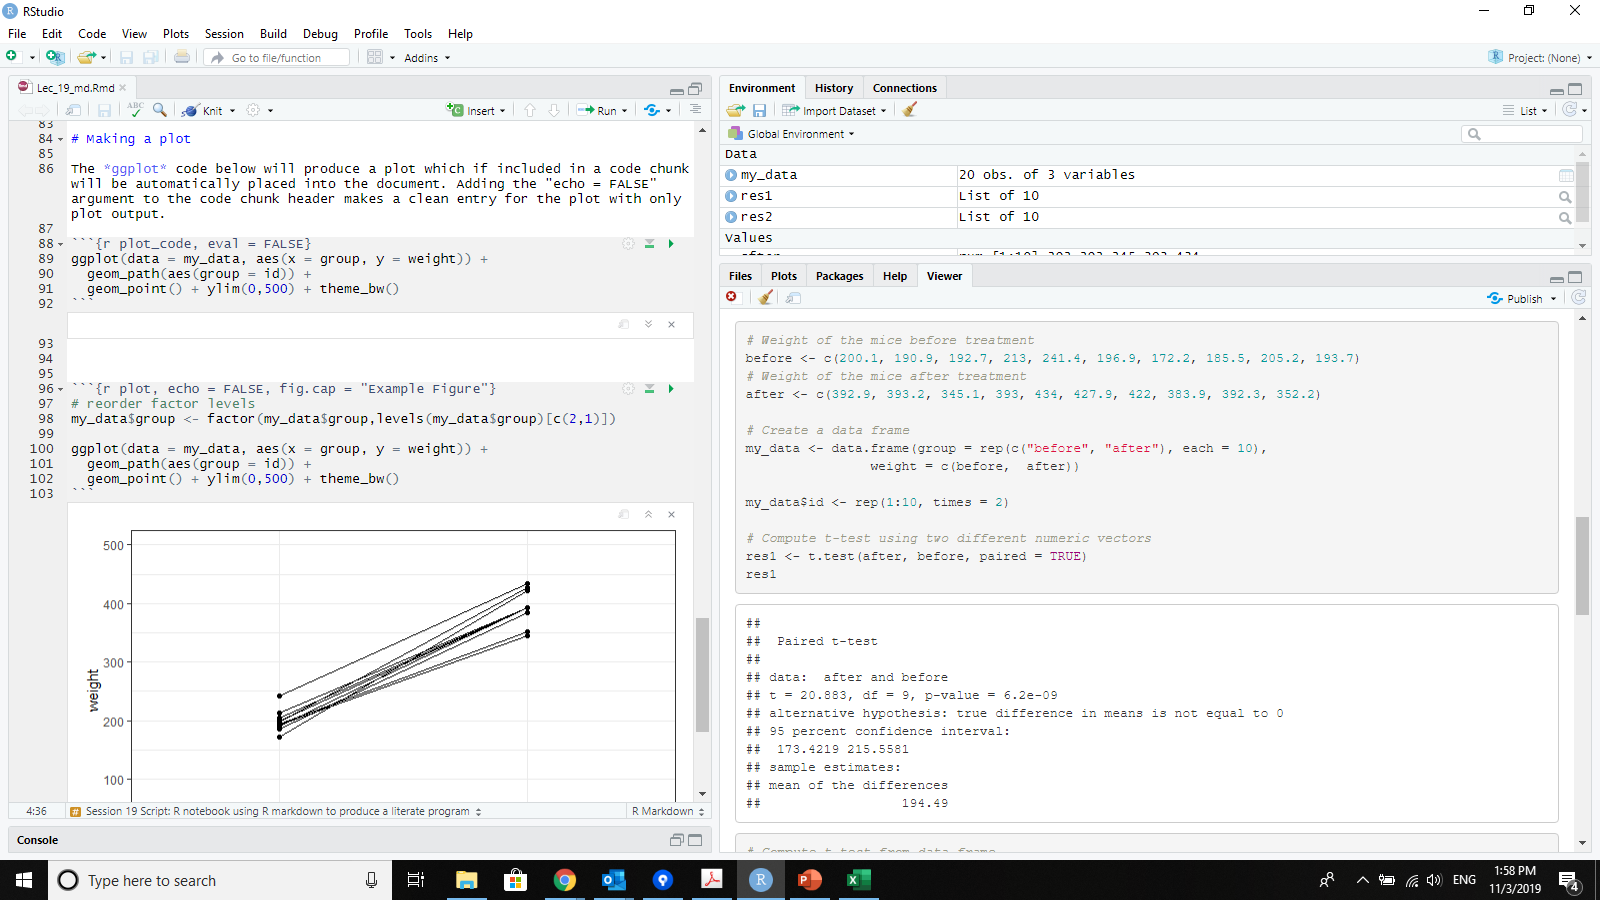 RStudio
File Edit Code View Plots Session Build Debug Profile Tools Help
Go to file/function Addins Project: (None)
Lec_19_md.Rmd
ABC Knit Insert Run
83
84 # Making a plot
85
86 The *ggplot* code below will produce a plot which if included in a code chunk
will be automatically placed into the document. Adding the "echo = FALSE"
argument to the code chunk header makes a clean entry for the plot with only
plot output.
87
88 ```{r plot_code, eval = FALSE}
89 ggplot(data = my_data, aes(x = group, y = weight)) +
90 geom_path(aes(group = id)) +
91 geom_point() + ylim(0,500) + theme_bw()
92 ```
93
94
95
96 ```{r plot, echo = FALSE, fig.cap = "Example Figure"}
97 # reorder factor levels
98 my_data$group <- factor(my_data$group,levels(my_data$group)[c(2,1)])
99
100 ggplot(data = my_data, aes(x = group, y = weight)) +
101 geom_path(aes(group = id)) +
102 geom_point() + ylim(0,500) + theme_bw()
103 ```
500
400
300
200
100
weight
4:36 # Session 19 Script: R notebook using R markdown to produce a literate program R Markdown
Console
Environment History Connections
Import Dataset List
Global Environment
Data
my_data 20 obs. of 3 variables
res1 List of 10
res2 List of 10
Values
Files Plots Packages Help Viewer
Publish
# Weight of the mice before treatment
before <- c(200.1, 190.9, 192.7, 213, 241.4, 196.9, 172.2, 185.5, 205.2, 193.7)
# Weight of the mice after treatment
after <- c(392.9, 393.2, 345.1, 393, 434, 427.9, 422, 383.9, 392.3, 352.2)
# Create a data frame
my_data <- data.frame(group = rep(c("before", "after"), each = 10),
weight = c(before, after))
my_data$id <- rep(1:10, times = 2)
# Compute t-test using two different numeric vectors
res1 <- t.test(after, before, paired = TRUE)
res1
##
## Paired t-test
##
## data: after and before
## t = 20.883, df = 9, p-value = 6.2e-09
## alternative hypothesis: true difference in means is not equal to 0
## 95 percent confidence interval:
## 173.4219 215.5581
## sample estimates:
## mean of the differences
## 194.49
# Compute t-test from data frame
Type here to search
ENG
1:58 PM
11/3/2019
4